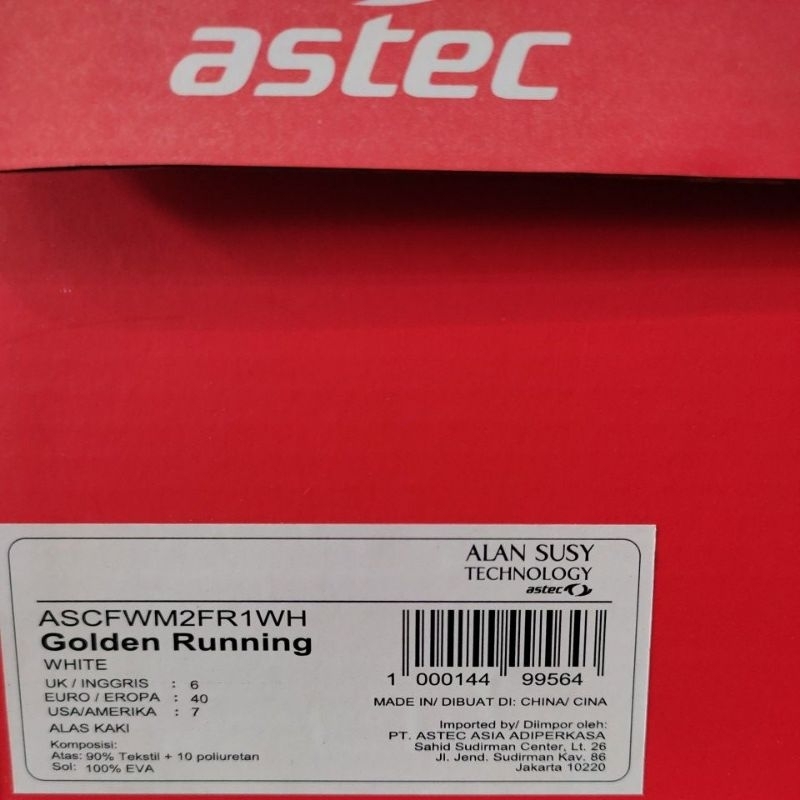 astec
ALAN SUSY
TECHNOLOGY
astec
ASCFWM2FR1WH
Golden Running
WHITE
UK / INGGRIS : 6
EURO / EROPA : 40
USA/AMERIKA : 7
ALAS KAKI
Komposisi:
Atas: 90% Tekstil + 10 poliuretan
Sol: 100% EVA
1 000144 99564
MADE IN/ DIBUAT DI: CHINA/ CINA
Imported by/ Diimpor oleh:
PT. ASTEC ASIA ADIPERKASA
Sahid Sudirman Center, Lt. 26
Jl. Jend. Sudirman Kav. 86
Jakarta 10220